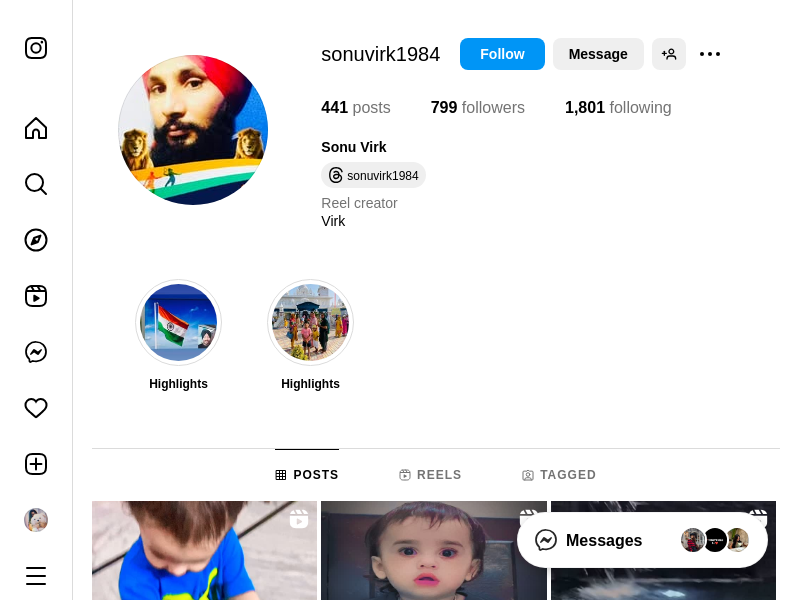 sonuvirk1984
Follow
Message
441 posts
799 followers
1,801 following
Sonu Virk
sonuvirk1984
Reel creator
Virk
Highlights
Highlights
POSTS
REELS
TAGGED
Messages